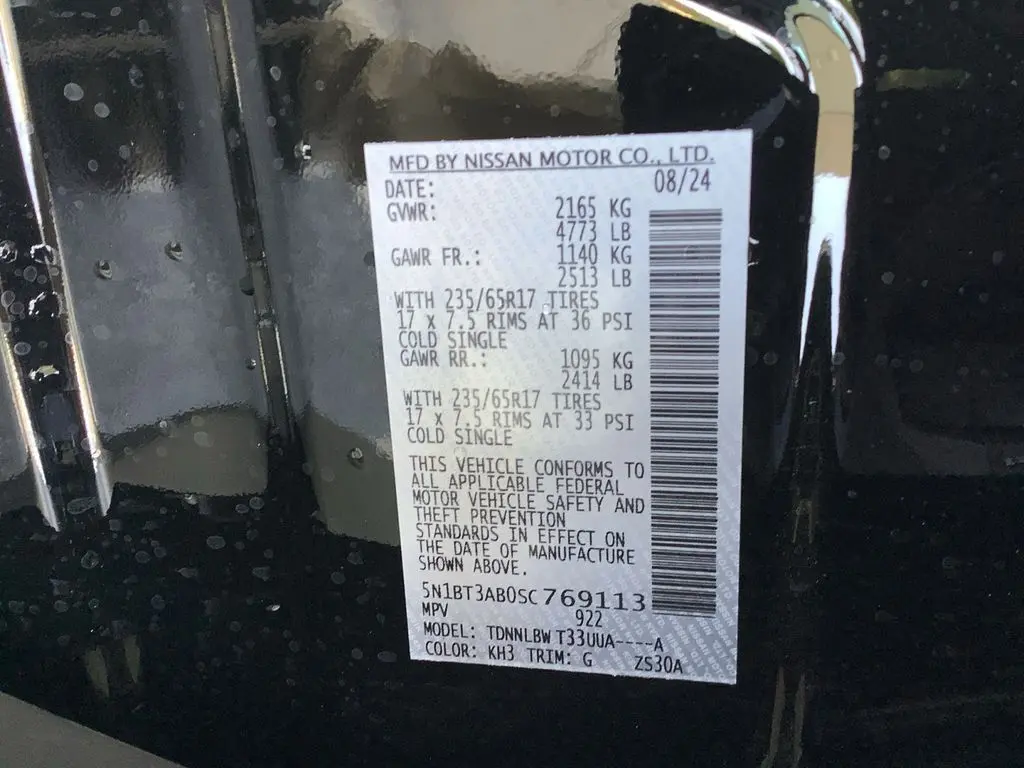 MFD BY NISSAN MOTOR CO., LTD.
DATE: 08/24
GVWR: 2165 KG
4773 LB
GAWR FR.: 1140 KG
2513 LB
WITH 235/65R17 TIRES
17 x 7.5 RIMS AT 36 PSI
COLD SINGLE
GAWR RR.: 1095 KG
2414 LB
WITH 235/65R17 TIRES
17 x 7.5 RIMS AT 33 PSI
COLD SINGLE
THIS VEHICLE CONFORMS TO
ALL APPLICABLE FEDERAL
MOTOR VEHICLE SAFETY AND
THEFT PREVENTION
STANDARDS IN EFFECT ON
THE DATE OF MANUFACTURE
SHOWN ABOVE.
5N1BT3AB0SC769113
MPV 922
MODEL: TDNNLBW T33UUA----A
COLOR: KH3 TRIM: G ZS30A